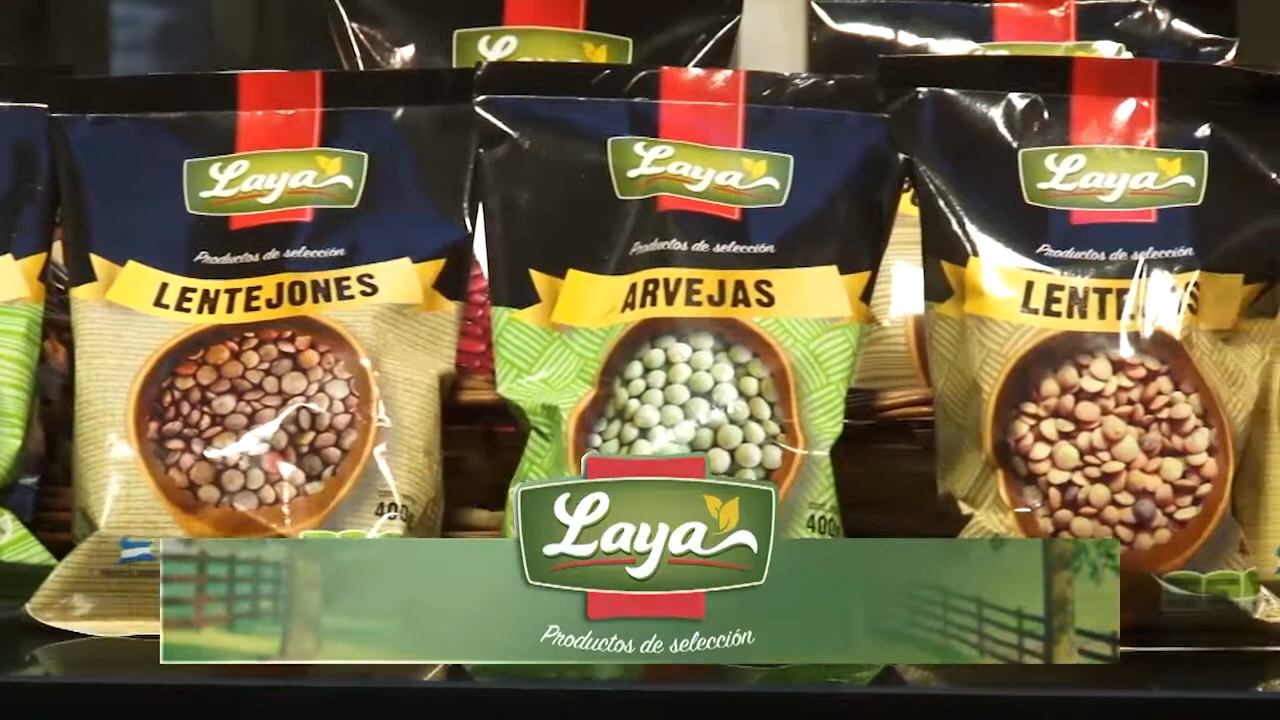 Laya
Laya
Productos de selección
LENTEJONES
400g
Laya
Productos de selección
ARVEJAS
400g
Laya
Productos de selección
Laya
Productos de selección